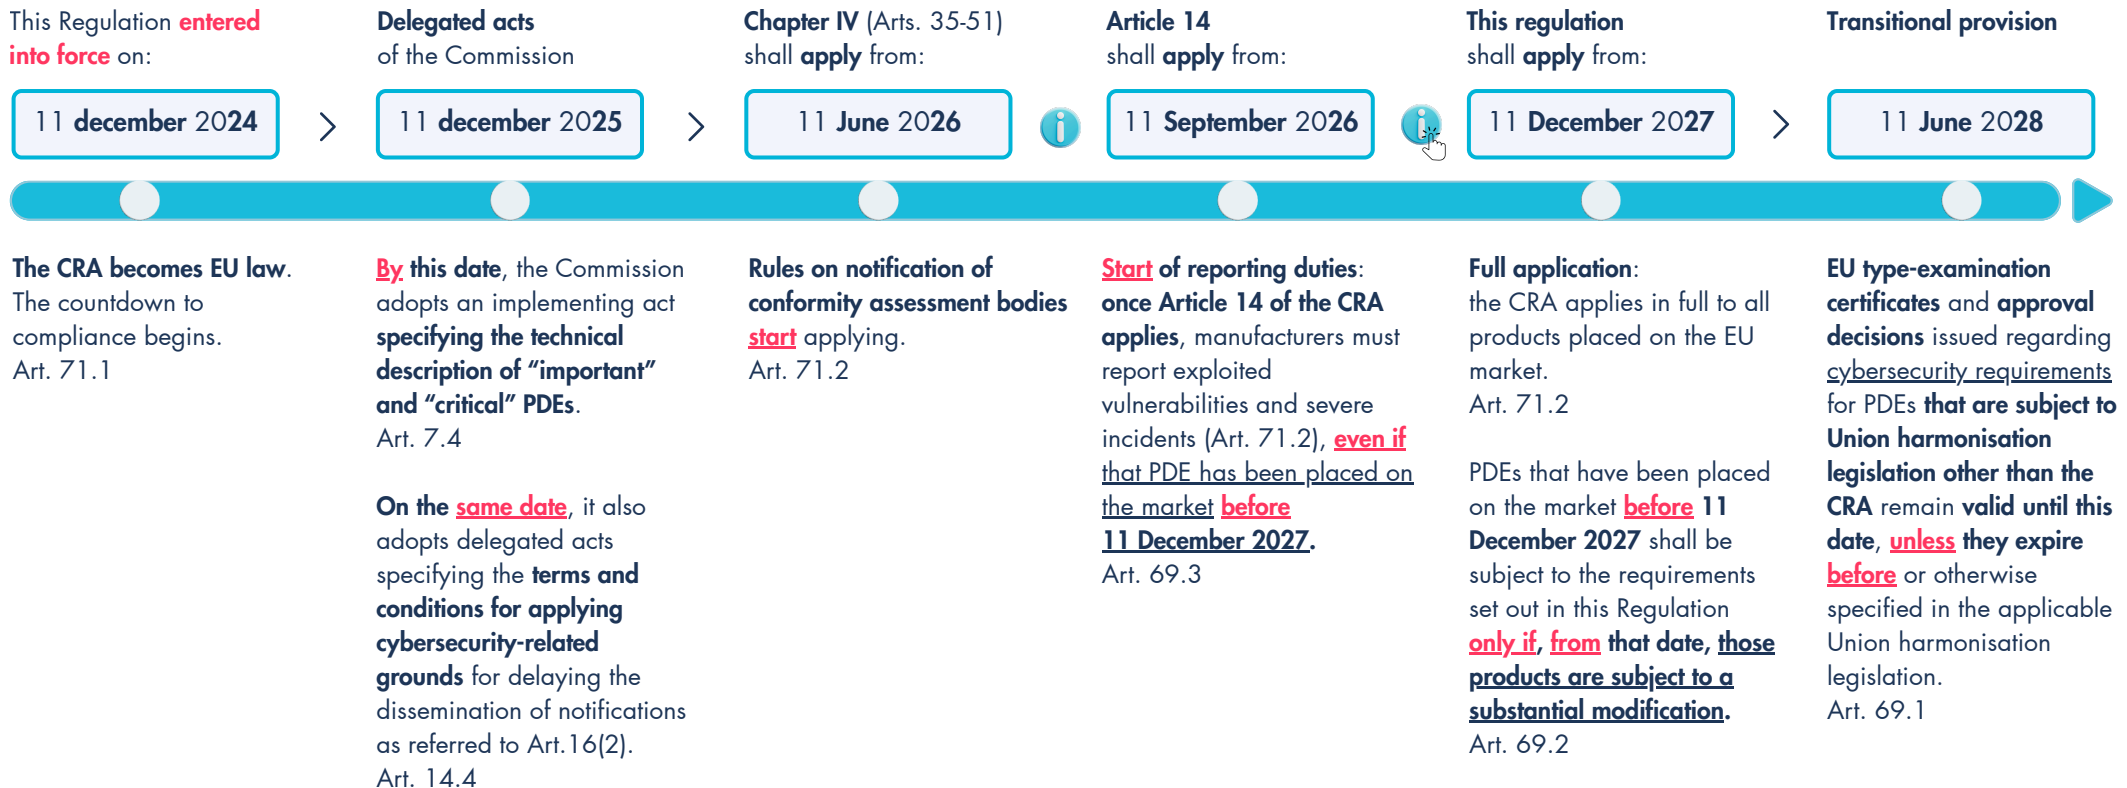 This Regulation entered
into force on:
11 december 2024
The CRA becomes EU law.
The countdown to
compliance begins.
Art. 71.1
Delegated acts
of the Commission
11 december 2025
By this date, the Commission
adopts an implementing act
specifying the technical
description of “important”
and “critical” PDEs.
Art. 7.4
On the same date, it also
adopts delegated acts
specifying the terms and
conditions for applying
cybersecurity-related
grounds for delaying the
dissemination of notifications
as referred to Art.16(2).
Art. 14.4
Chapter IV (Arts. 35-51)
shall apply from:
11 June 2026
Rules on notification of
conformity assessment bodies
start applying.
Art. 71.2
Article 14
shall apply from:
11 September 2026
Start of reporting duties:
once Article 14 of the CRA
applies, manufacturers must
report exploited
vulnerabilities and severe
incidents (Art. 71.2), even if
that PDE has been placed on
the market before
11 December 2027.
Art. 69.3
This regulation
shall apply from:
11 December 2027
Full application:
the CRA applies in full to all
products placed on the EU
market.
Art. 71.2
PDEs that have been placed
on the market before 11
December 2027 shall be
subject to the requirements
set out in this Regulation
only if, from that date, those
products are subject to a
substantial modification.
Art. 69.2
Transitional provision
11 June 2028
EU type-examination
certificates and approval
decisions issued regarding
cybersecurity requirements
for PDEs that are subject to
Union harmonisation
legislation other than the
CRA remain valid until this
date, unless they expire
before or otherwise
specified in the applicable
Union harmonisation
legislation.
Art. 69.1